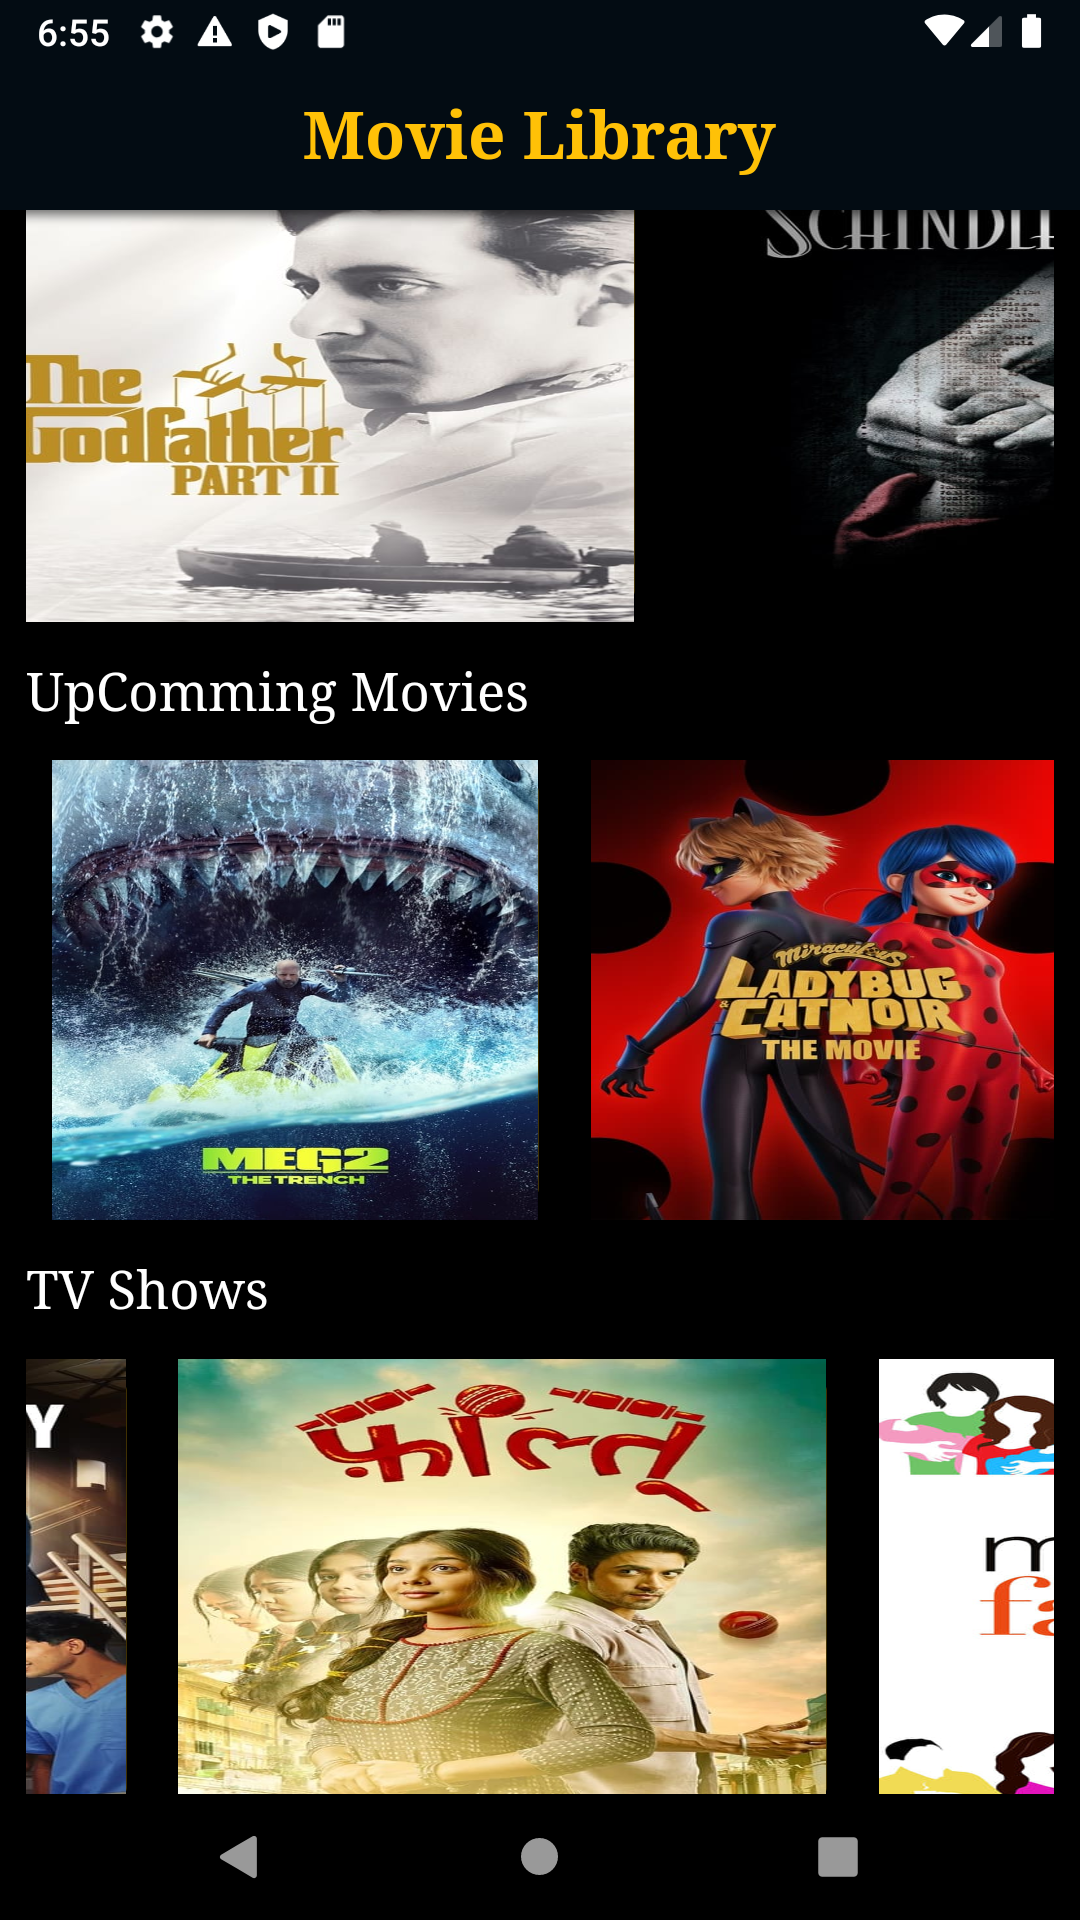 6:55
Movie Library
The
Godfather
PART II
SCHINDL
UpComming Movies
MEG2
THE TRENCH
miraculous
LADYBUG
& CATNOIR
THE MOVIE
TV Shows
Y
फ़ालतू
m
fa